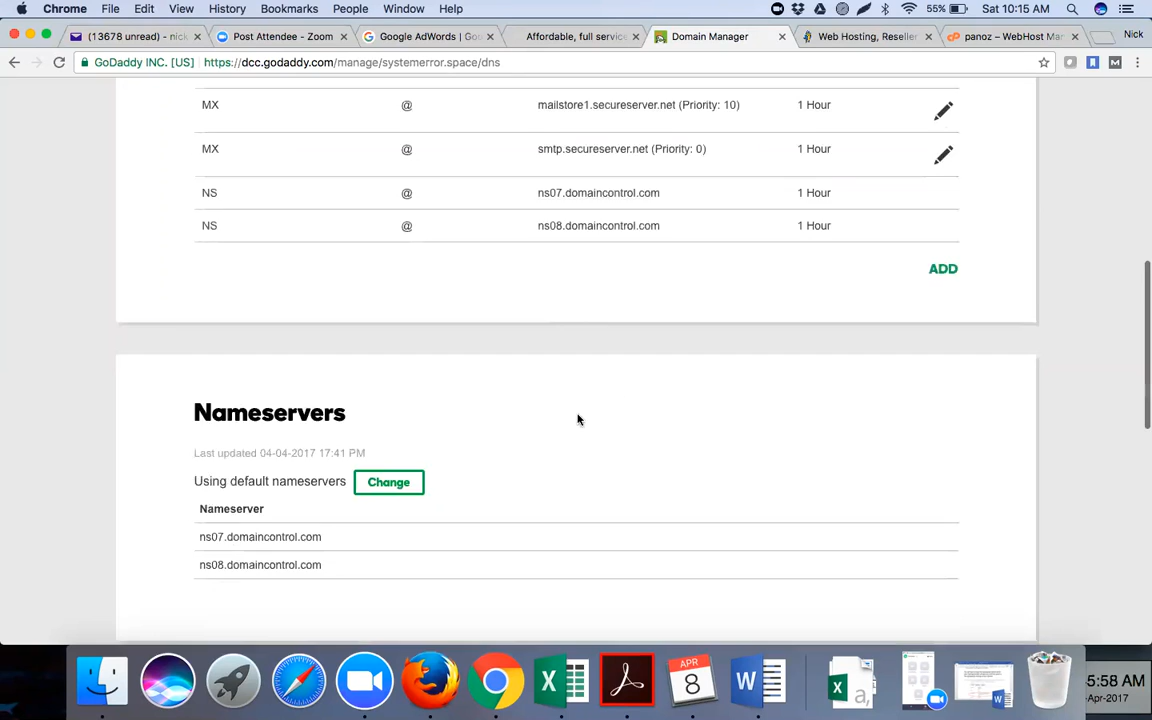 Chrome File Edit View History Bookmarks People Window Help 55% Sat 10:15 AM
(13678 unread) - nick Post Attendee - Zoom Google AdWords | Go Affordable, full service Domain Manager Web Hosting, Reseller panoz – WebHost Ma Nick
GoDaddy INC. [US] https://dcc.godaddy.com/manage/systemerror.space/dns
MX @ mailstore1.secureserver.net (Priority: 10) 1 Hour
MX @ smtp.secureserver.net (Priority: 0) 1 Hour
NS @ ns07.domaincontrol.com 1 Hour
NS @ ns08.domaincontrol.com 1 Hour
ADD
Nameservers
Last updated 04-04-2017 17:41 PM
Using default nameservers Change
Nameserver
ns07.domaincontrol.com
ns08.domaincontrol.com
APR
8
5:58 AM
-Apr-2017